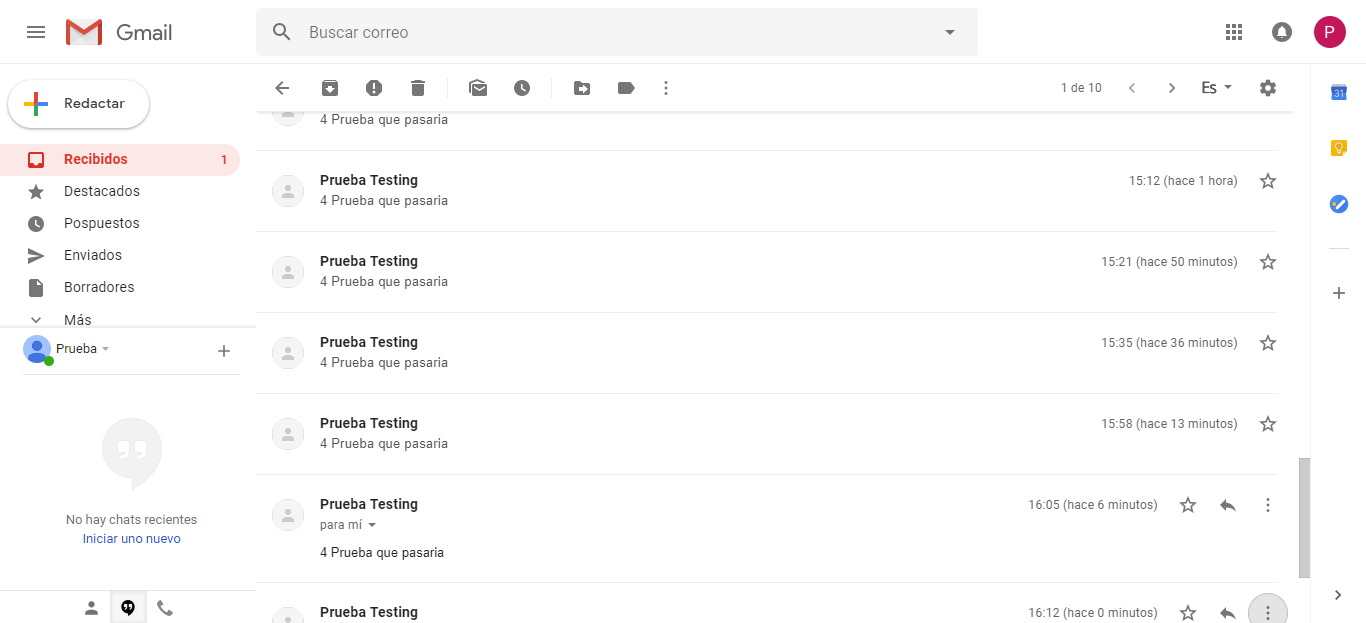 Gmail
Buscar correo
P
Redactar
1 de 10
Es
31
Recibidos 1
Destacados
Pospuestos
Enviados
Borradores
Más
Prueba
No hay chats recientes
Iniciar uno nuevo
4 Prueba que pasaria
Prueba Testing 15:12 (hace 1 hora)
4 Prueba que pasaria
Prueba Testing 15:21 (hace 50 minutos)
4 Prueba que pasaria
Prueba Testing 15:35 (hace 36 minutos)
4 Prueba que pasaria
Prueba Testing 15:58 (hace 13 minutos)
4 Prueba que pasaria
Prueba Testing 16:05 (hace 6 minutos)
para mí
4 Prueba que pasaria
Prueba Testing 16:12 (hace 0 minutos)